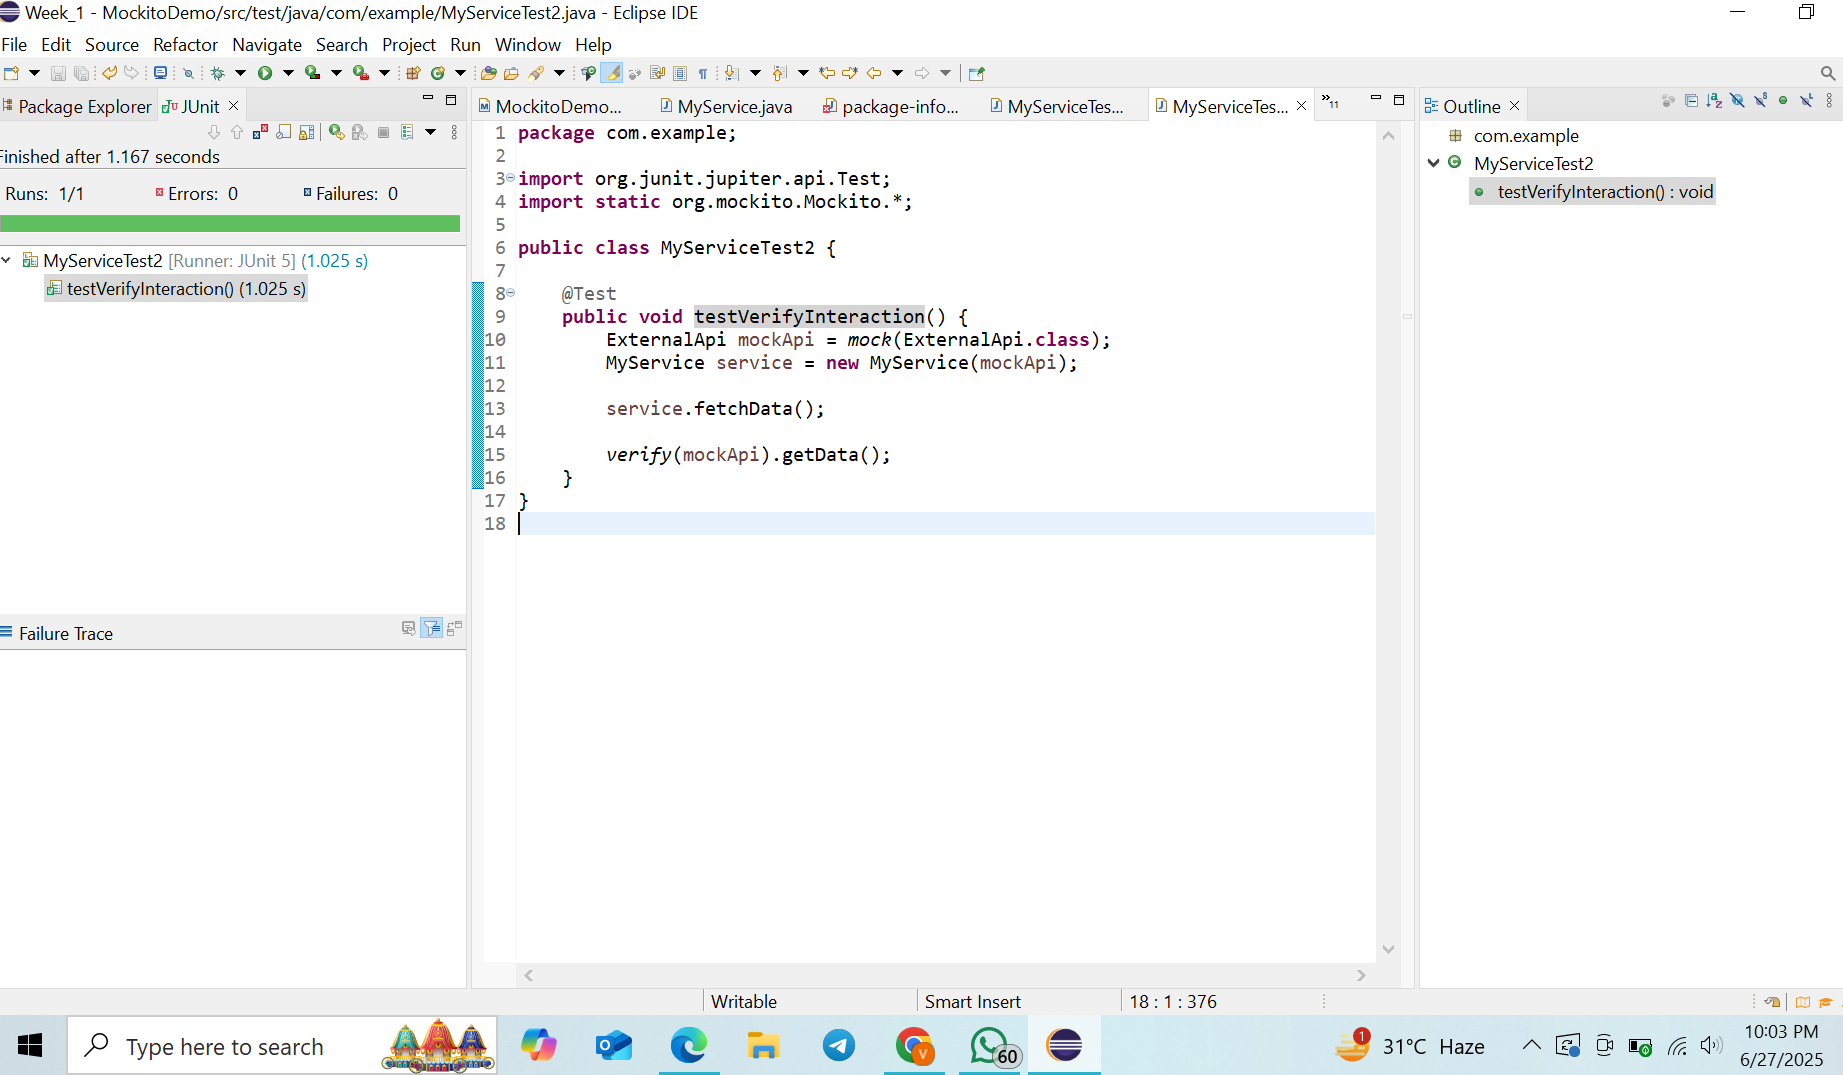 Week_1 - MockitoDemo/src/test/java/com/example/MyServiceTest2.java - Eclipse IDE
File Edit Source Refactor Navigate Search Project Run Window Help
Package Explorer JUnit
Finished after 1.167 seconds
Runs: 1/1 Errors: 0 Failures: 0
MyServiceTest2 [Runner: JUnit 5] (1.025 s)
testVerifyInteraction() (1.025 s)
Failure Trace
MockitoDemo... MyService.java package-info... MyServiceTes... MyServiceTes... »11
1 package com.example;
2
3 import org.junit.jupiter.api.Test;
4 import static org.mockito.Mockito.*;
5
6 public class MyServiceTest2 {
7
8 @Test
9 public void testVerifyInteraction() {
10 ExternalApi mockApi = mock(ExternalApi.class);
11 MyService service = new MyService(mockApi);
12
13 service.fetchData();
14
15 verify(mockApi).getData();
16 }
17 }
18
Outline
com.example
MyServiceTest2
testVerifyInteraction() : void
Writable Smart Insert 18 : 1 : 376
Type here to search
60
1
31°C Haze
10:03 PM
6/27/2025